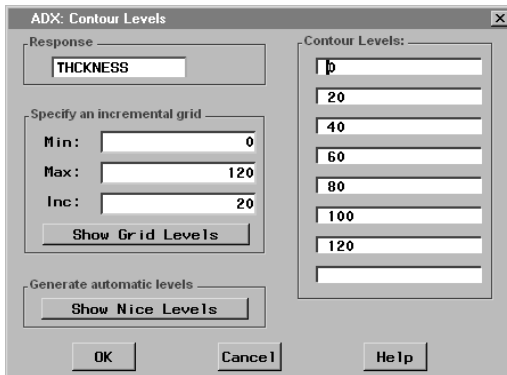 ADX: Contour Levels
Response
THCKNESS
Specify an incremental grid
Min: 0
Max: 120
Inc: 20
Show Grid Levels
Generate automatic levels
Show Nice Levels
Contour Levels:
0
20
40
60
80
100
120
OK Cancel Help